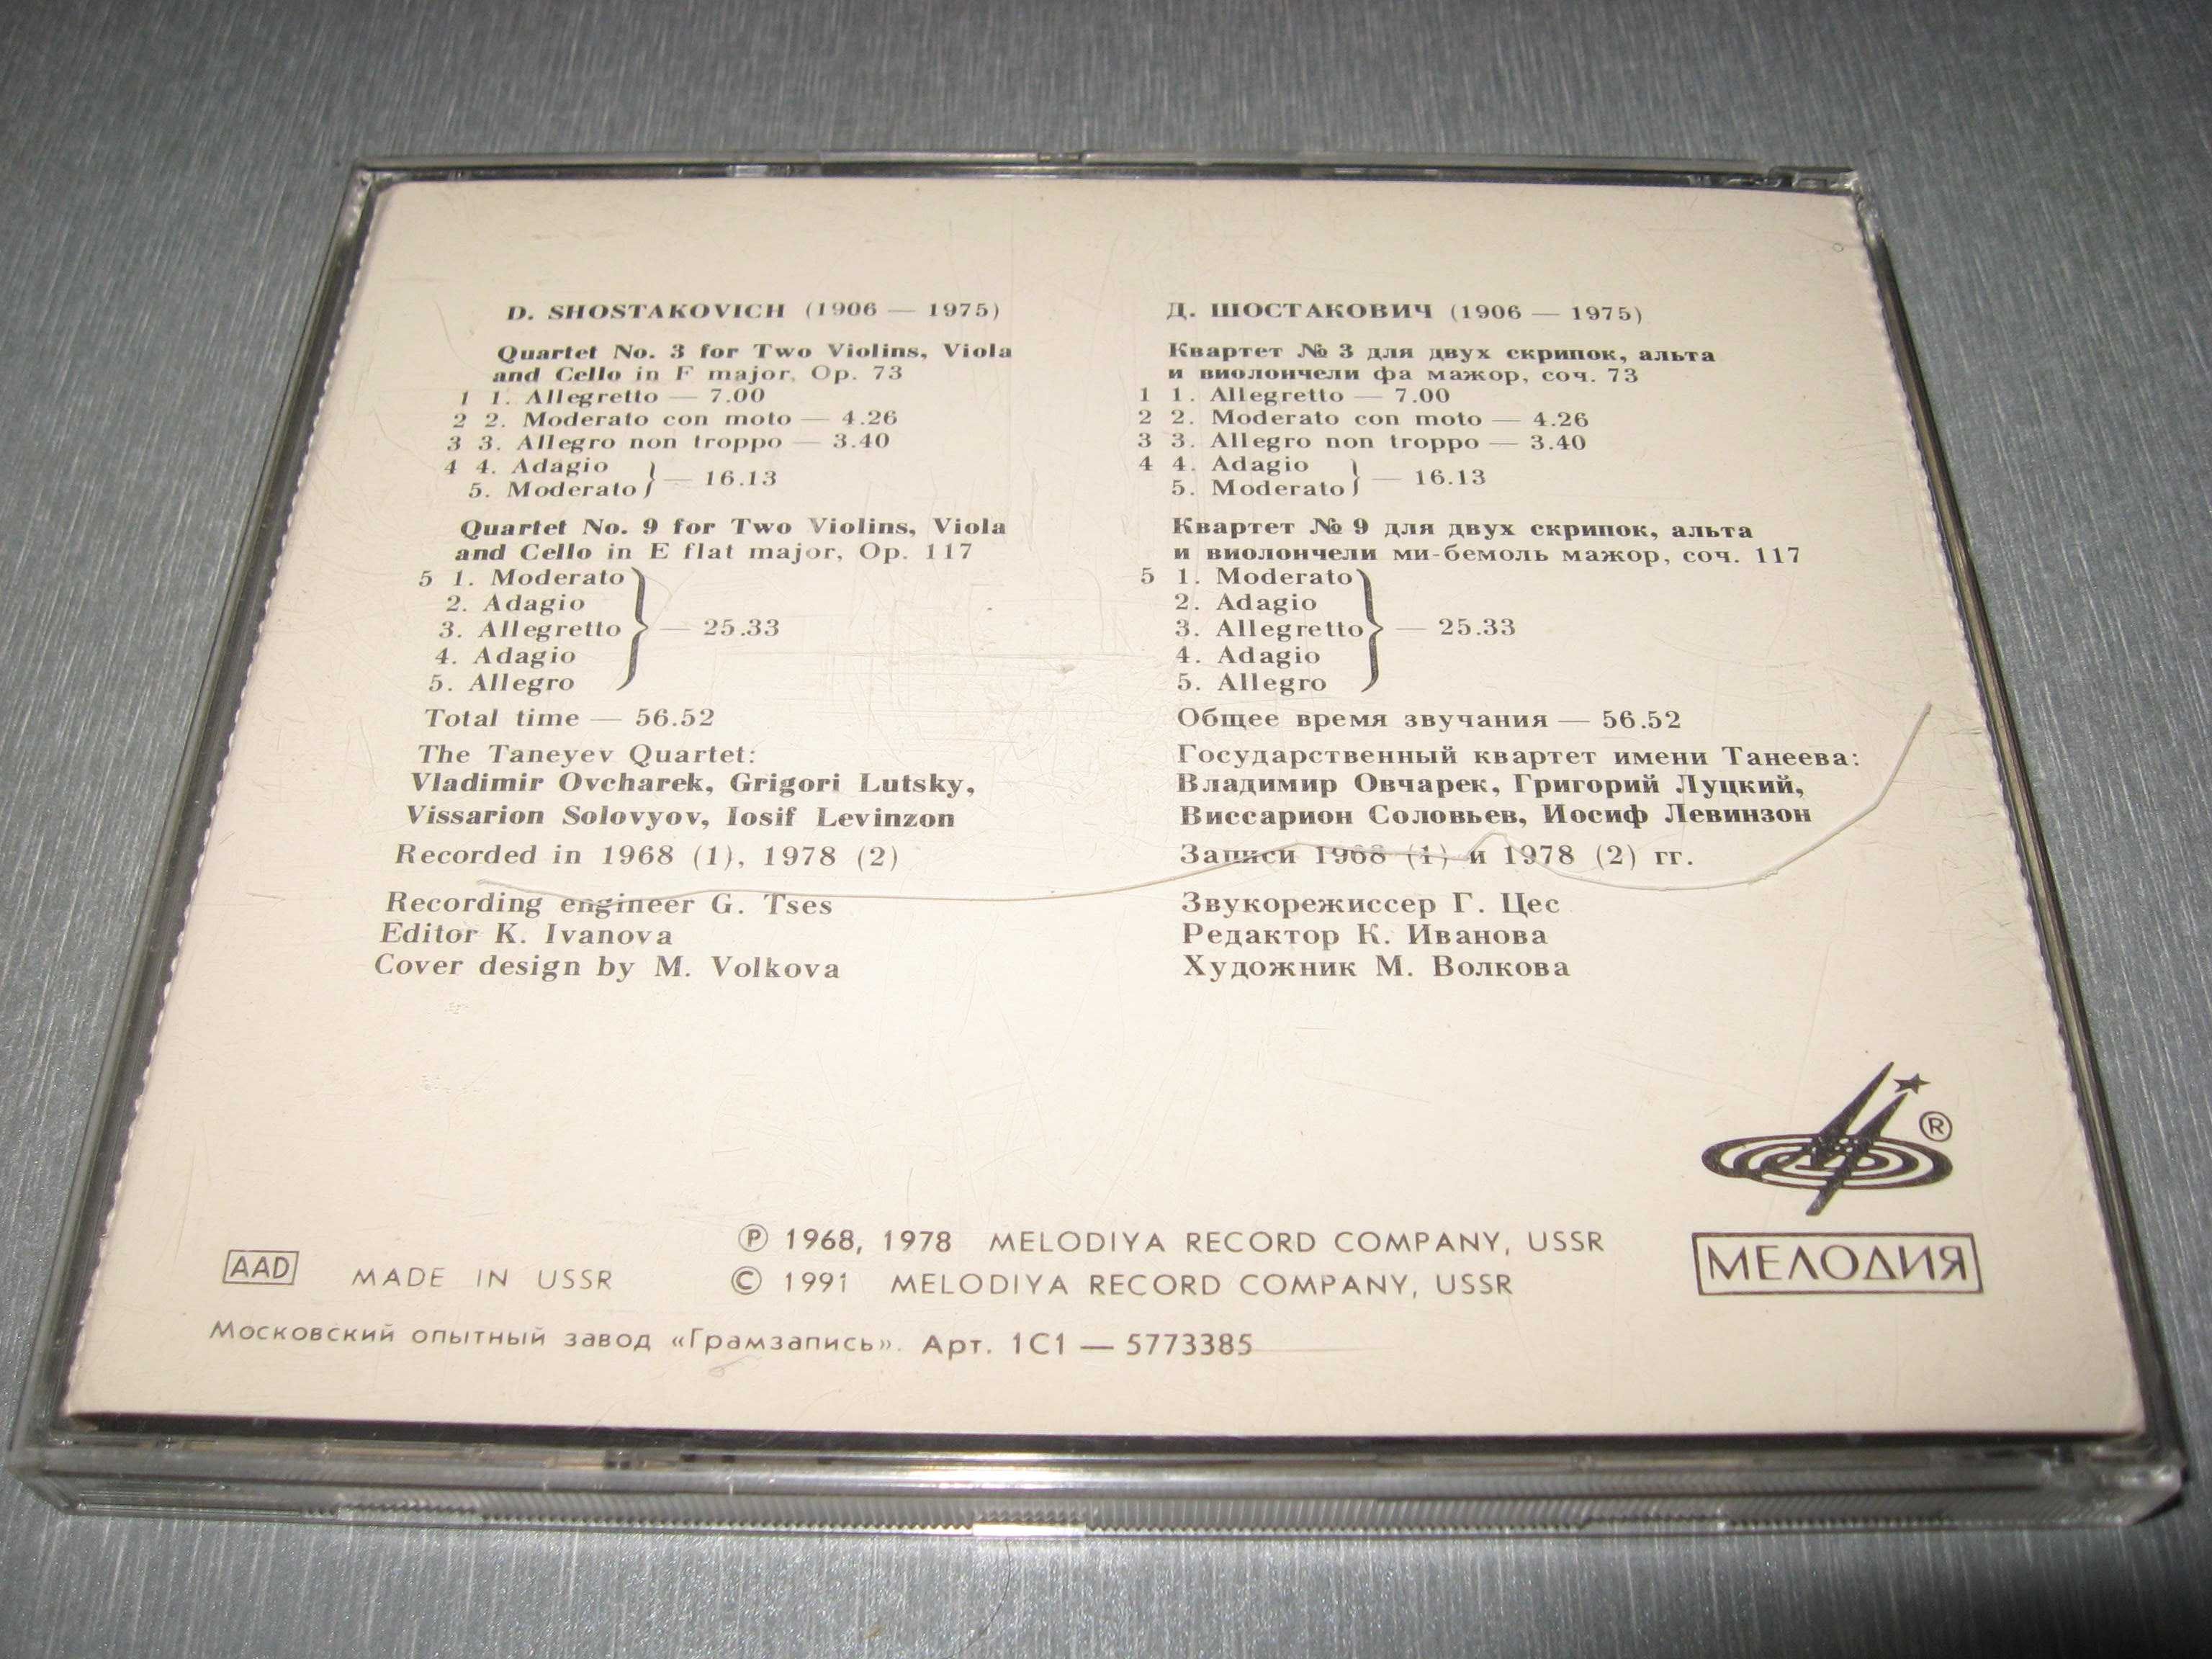 D. SHOSTAKOVICH (1906 — 1975)
Quartet No. 3 for Two Violins, Viola
and Cello in F major, Op. 73
1 1. Allegretto — 7.00
2 2. Moderato con moto — 4.26
3 3. Allegro non troppo — 3.40
4 4. Adagio
5. Moderato } — 16.13
Quartet No. 9 for Two Violins, Viola
and Cello in E flat major, Op. 117
5 1. Moderato
2. Adagio
3. Allegretto } — 25.33
4. Adagio
5. Allegro
Total time — 56.52
The Taneyev Quartet:
Vladimir Ovcharek, Grigori Lutsky,
Vissarion Solovyov, Iosif Levinzon
Recorded in 1968 (1), 1978 (2)
Recording engineer G. Tses
Editor K. Ivanova
Cover design by M. Volkova
Д. ШОСТАКОВИЧ (1906 — 1975)
Квартет № 3 для двух скрипок, альта
и виолончели фа мажор, соч. 73
1 1. Allegretto — 7.00
2 2. Moderato con moto — 4.26
3 3. Allegro non troppo — 3.40
4 4. Adagio
5. Moderato } — 16.13
Квартет № 9 для двух скрипок, альта
и виолончели ми-бемоль мажор, соч. 117
5 1. Moderato
2. Adagio
3. Allegretto } — 25.33
4. Adagio
5. Allegro
Общее время звучания — 56.52
Государственный квартет имени Танеева:
Владимир Овчарек, Григорий Луцкий,
Виссарион Соловьев, Иосиф Левинзон
Записи 1968 (1) и 1978 (2) гг.
Звукорежиссер Г. Цес
Редактор К. Иванова
Художник М. Волкова
®
МЕЛОДИЯ
AAD MADE IN USSR
℗ 1968, 1978 MELODIYA RECORD COMPANY, USSR
© 1991 MELODIYA RECORD COMPANY, USSR
Московский опытный завод «Грамзапись». Арт. 1С1 — 5773385